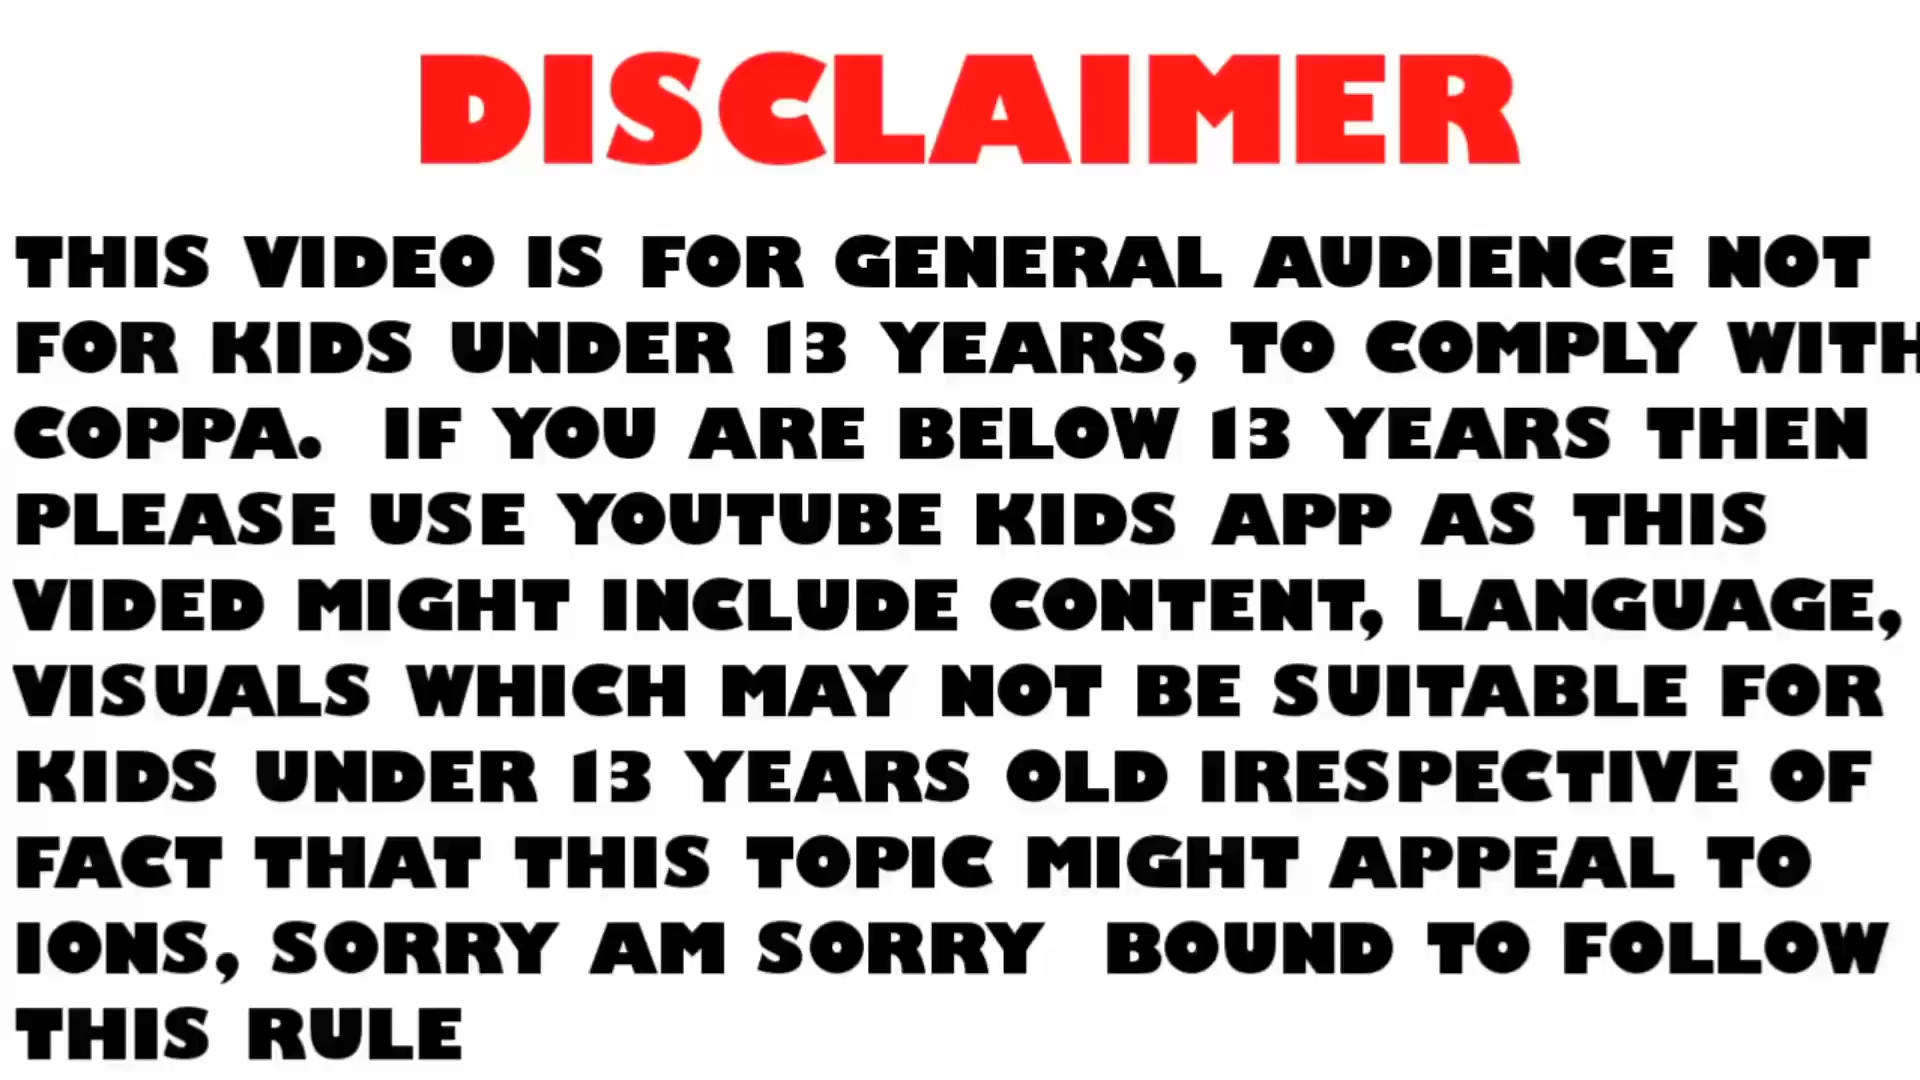 DISCLAIMER
THIS VIDEO IS FOR GENERAL AUDIENCE NOT
FOR KIDS UNDER 13 YEARS, TO COMPLY WITH
COPPA. IF YOU ARE BELOW 13 YEARS THEN
PLEASE USE YOUTUBE KIDS APP AS THIS
VIDED MIGHT INCLUDE CONTENT, LANGUAGE,
VISUALS WHICH MAY NOT BE SUITABLE FOR
KIDS UNDER 13 YEARS OLD IRESPECTIVE OF
FACT THAT THIS TOPIC MIGHT APPEAL TO
IONS, SORRY AM SORRY BOUND TO FOLLOW
THIS RULE